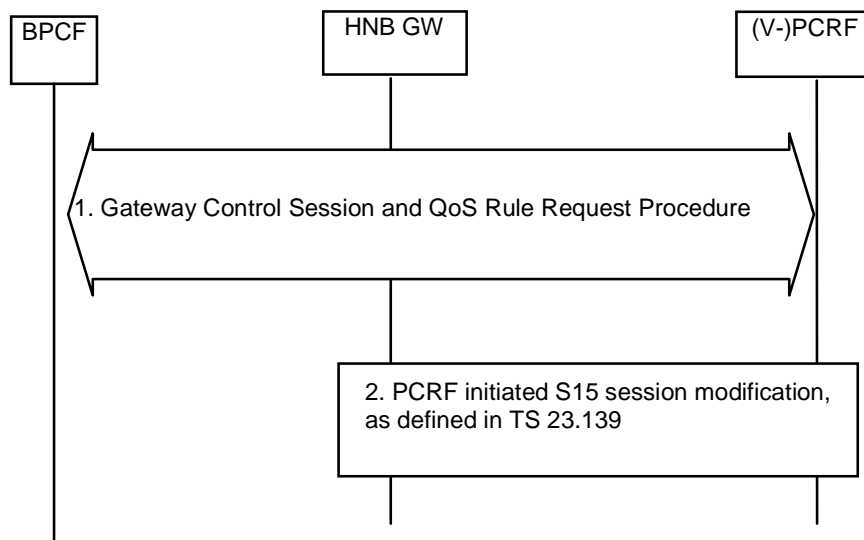 BPCF
HNB GW
(V-)PCRF
1. Gateway Control Session and QoS Rule Request Procedure
2. PCRF initiated S15 session modification,
as defined in TS 23.139